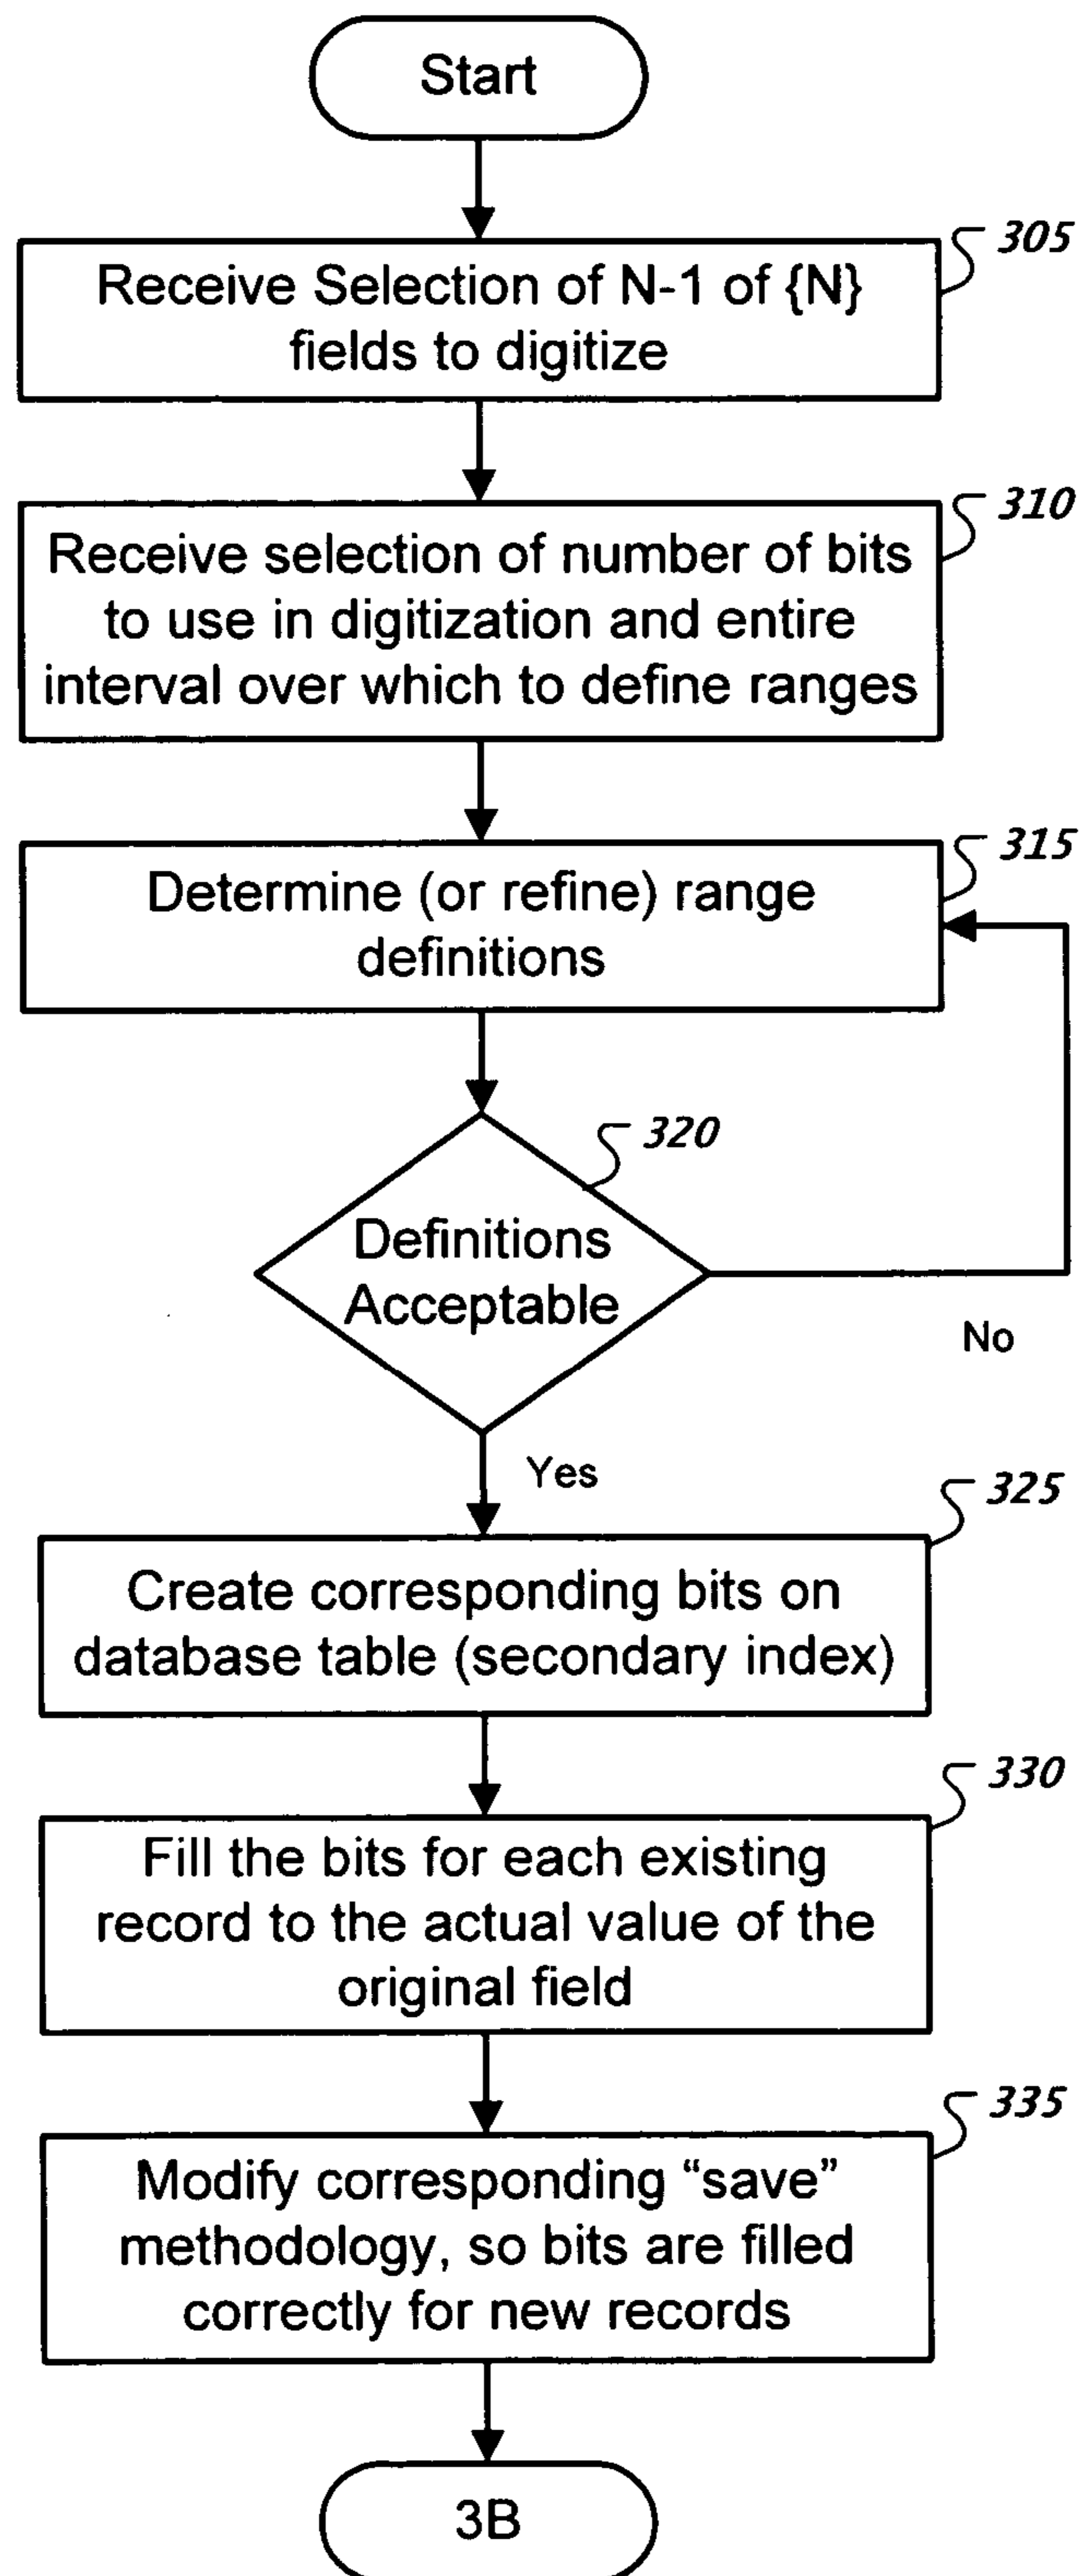 Start
305
Receive Selection of N-1 of {N}
fields to digitize
310
Receive selection of number of bits
to use in digitization and entire
interval over which to define ranges
315
Determine (or refine) range
definitions
320
Definitions
Acceptable
No
Yes
325
Create corresponding bits on
database table (secondary index)
330
Fill the bits for each existing
record to the actual value of the
original field
335
Modify corresponding “save”
methodology, so bits are filled
correctly for new records
3B